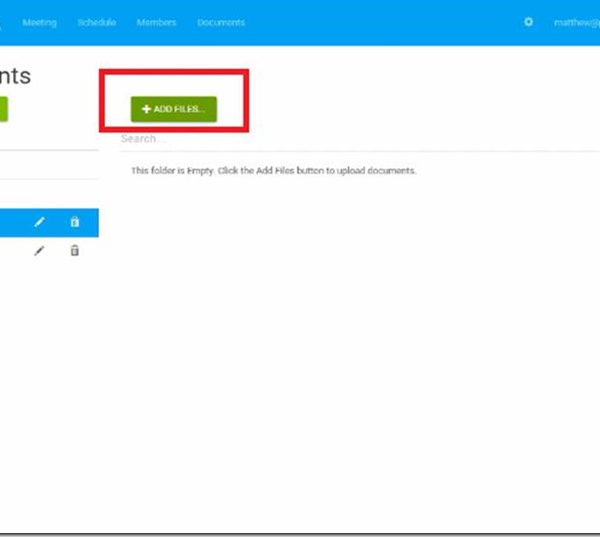 Meeting Schedule Members Documents matthew@
nts
+ ADD FILES...
Search...
This folder is Empty. Click the Add Files button to upload documents.